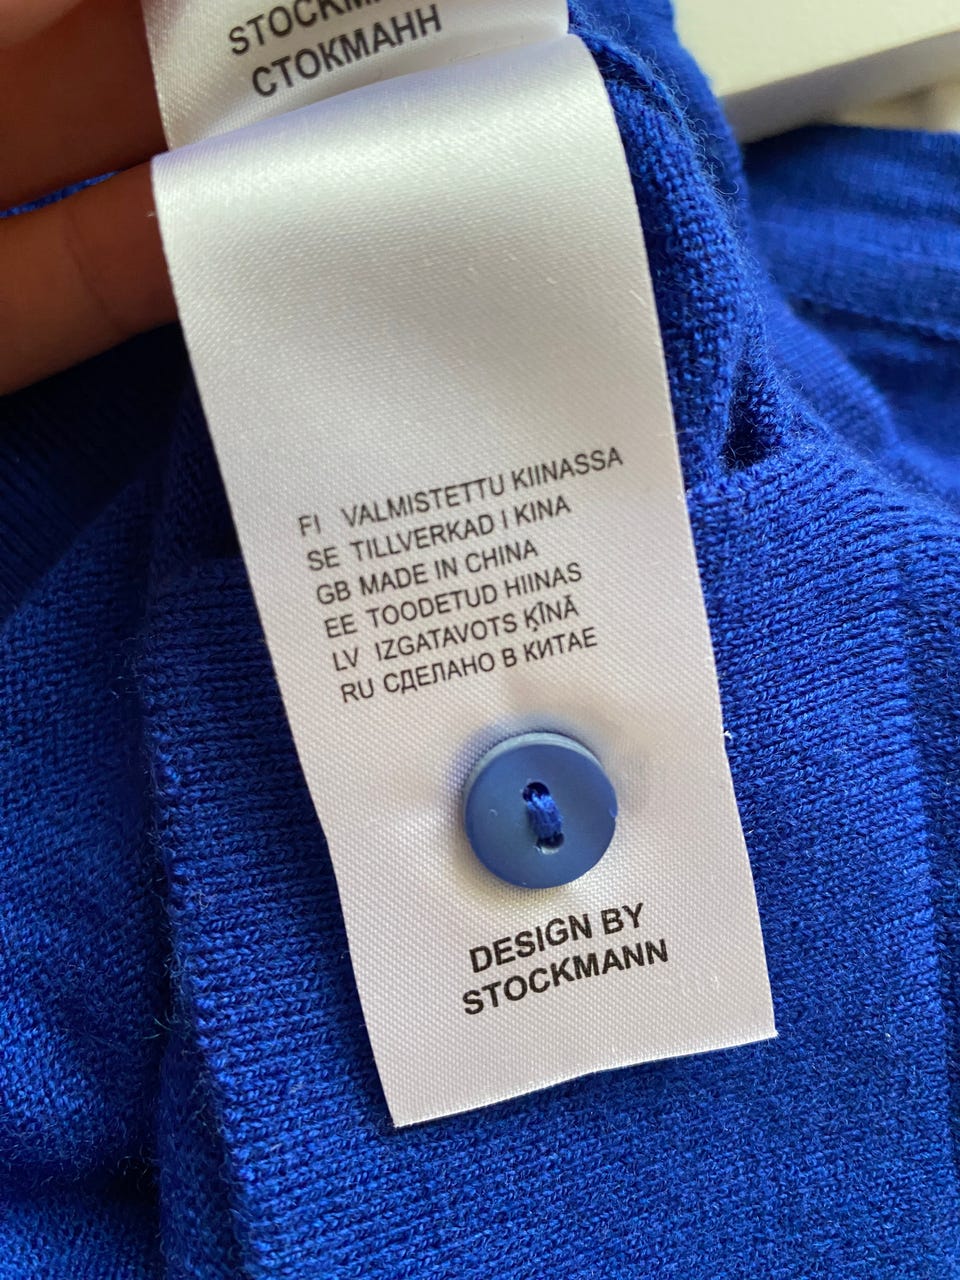 СТОКМАНН
FI VALMISTETTU KIINASSA
SE TILLVERKAD I KINA
GB MADE IN CHINA
EE TOODETUD HIINAS
LV IZGATAVOTS ĶĪNĀ
RU СДЕЛАНО В КИТАЕ
DESIGN BY
STOCKMANN